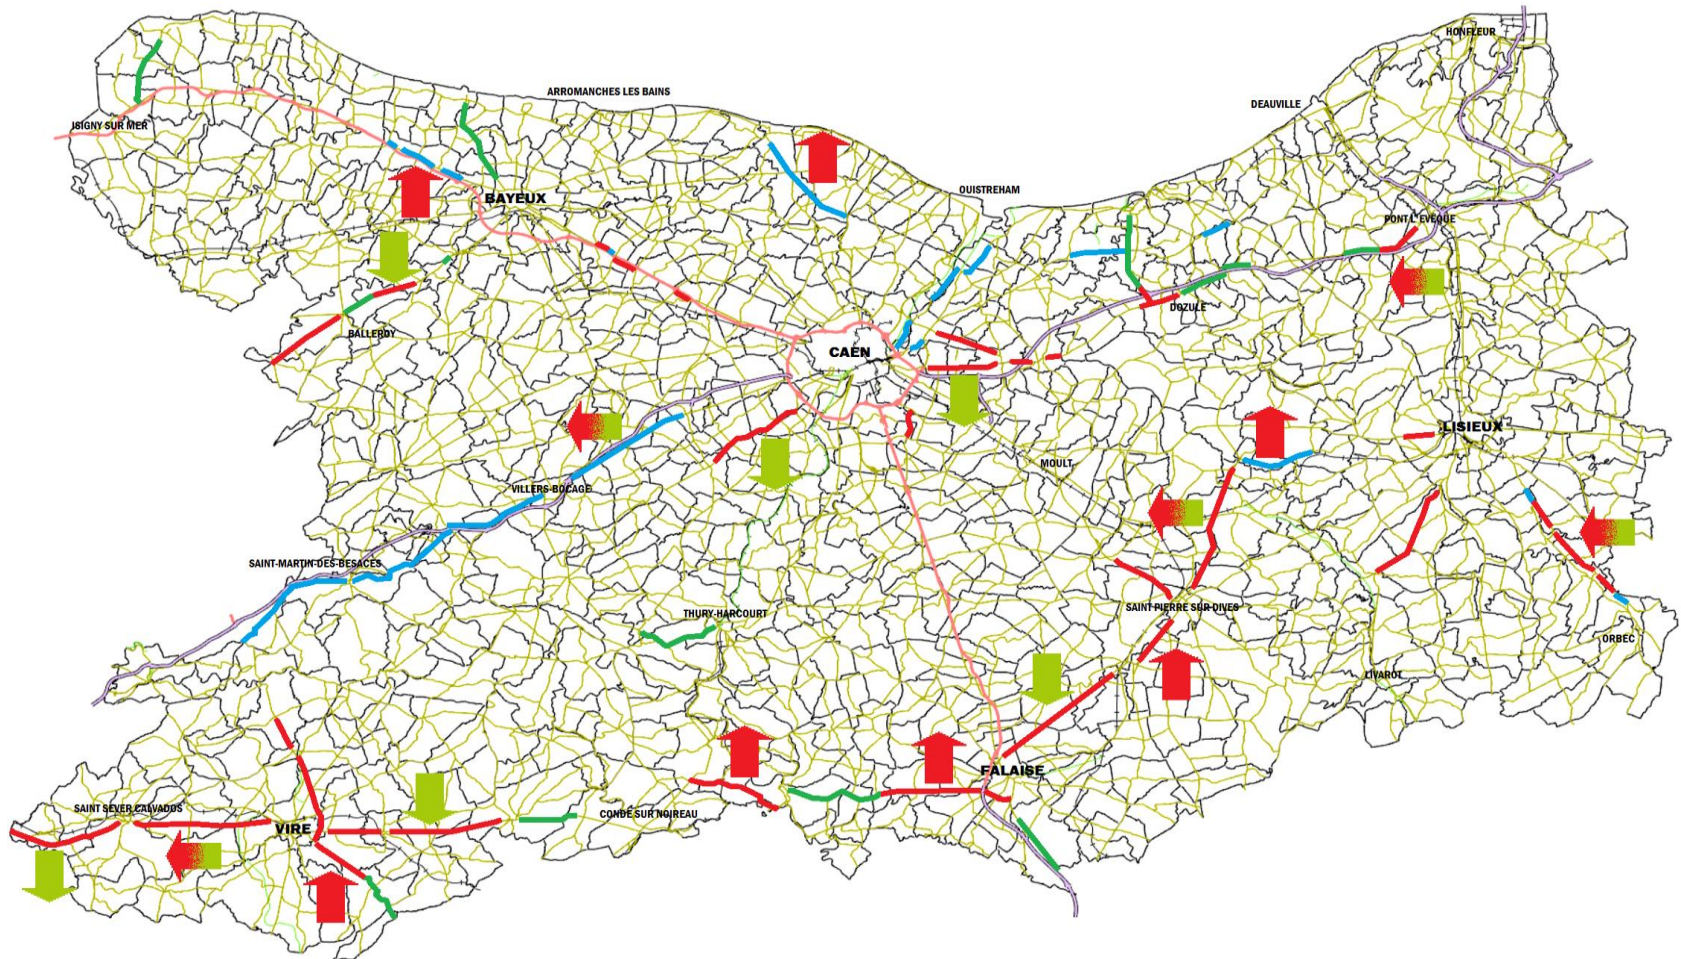 HONFLEUR
ARROMANCHES LES BAINS
DEAUVILLE
ISIGNY SUR MER
OUISTREHAM
BAYEUX
PONT L'EVEQUE
DOZULE
BALLEROY
CAEN
LISIEUX
MOULT
VILLERS-BOCAGE
SAINT-MARTIN-DES-BESACES
SAINT PIERRE SUR DIVES
THURY-HARCOURT
ORBEC
LIVAROT
FALAISE
SAINT SEVER CALVADOS
CONDE SUR NOIREAU
VIRE